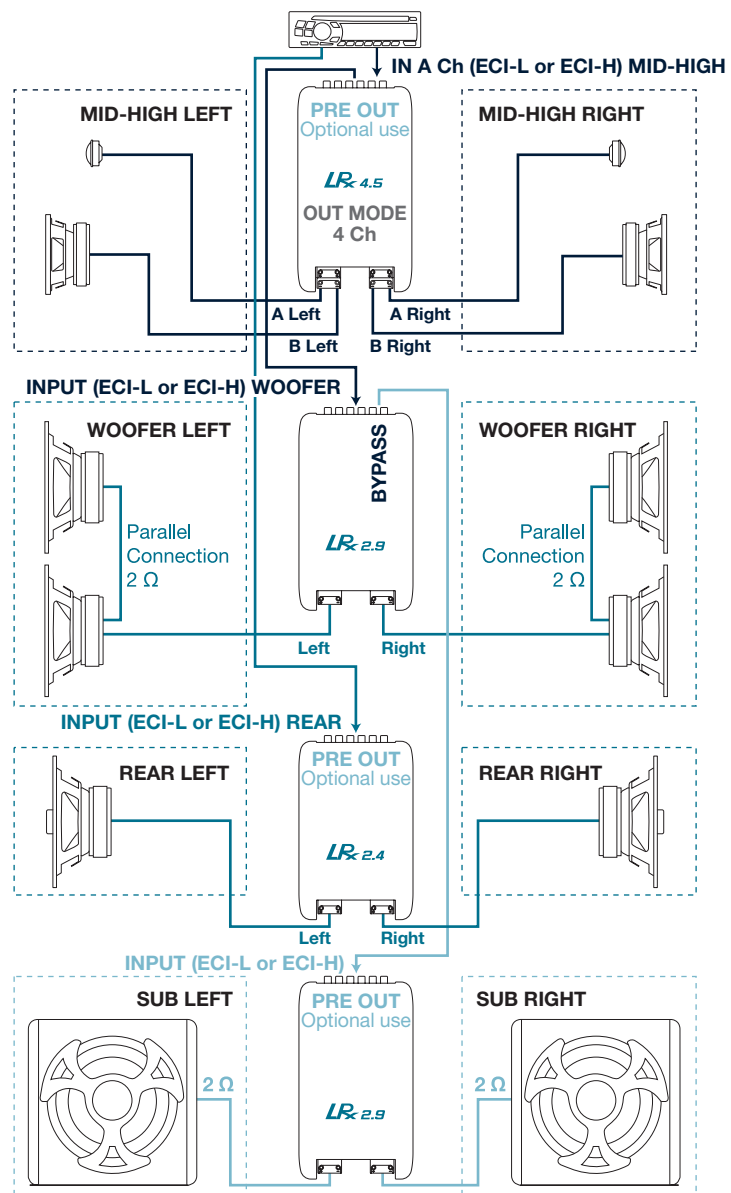 IN A Ch (ECI-L or ECI-H) MID-HIGH
MID-HIGH LEFT
PRE OUT
Optional use
LRx 4.5
OUT MODE
4 Ch
MID-HIGH RIGHT
A Left
A Right
B Left
B Right
INPUT (ECI-L or ECI-H) WOOFER
WOOFER LEFT
Parallel
Connection
2 Ω
BYPASS
LRx 2.9
WOOFER RIGHT
Parallel
Connection
2 Ω
Left
Right
INPUT (ECI-L or ECI-H) REAR
REAR LEFT
PRE OUT
Optional use
LRx 2.4
REAR RIGHT
Left
Right
INPUT (ECI-L or ECI-H)
SUB LEFT
PRE OUT
Optional use
SUB RIGHT
2 Ω
LRx 2.9
2 Ω